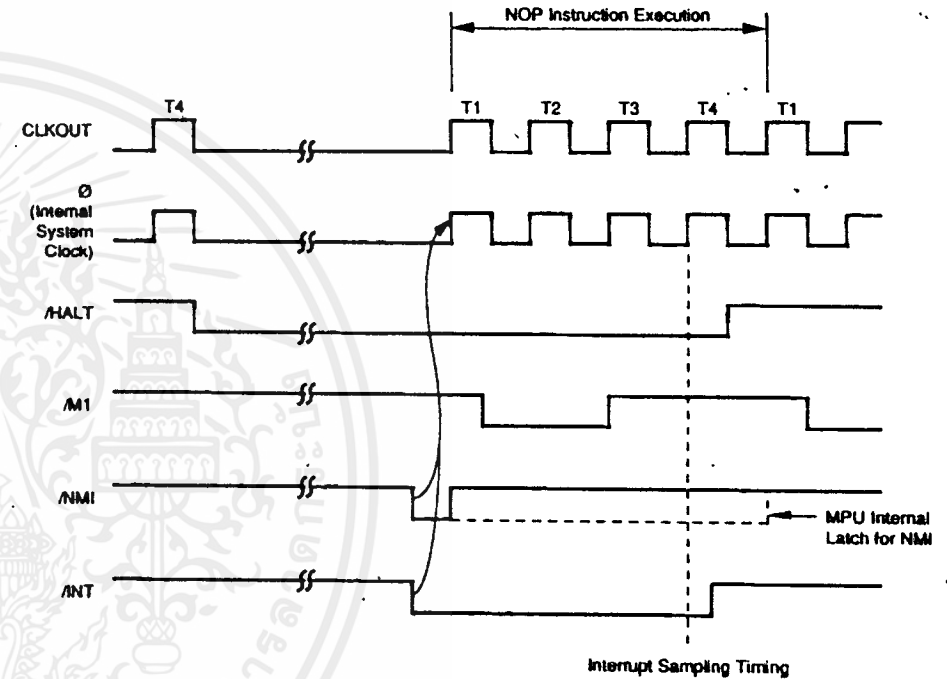 NOP Instruction Execution
T4 T1 T2 T3 T4 T1
CLKOUT
Ø
(Internal
System
Clock)
/HALT
/M1
/NMI
MPU Internal
Latch for NMI
/INT
Interrupt Sampling Timing